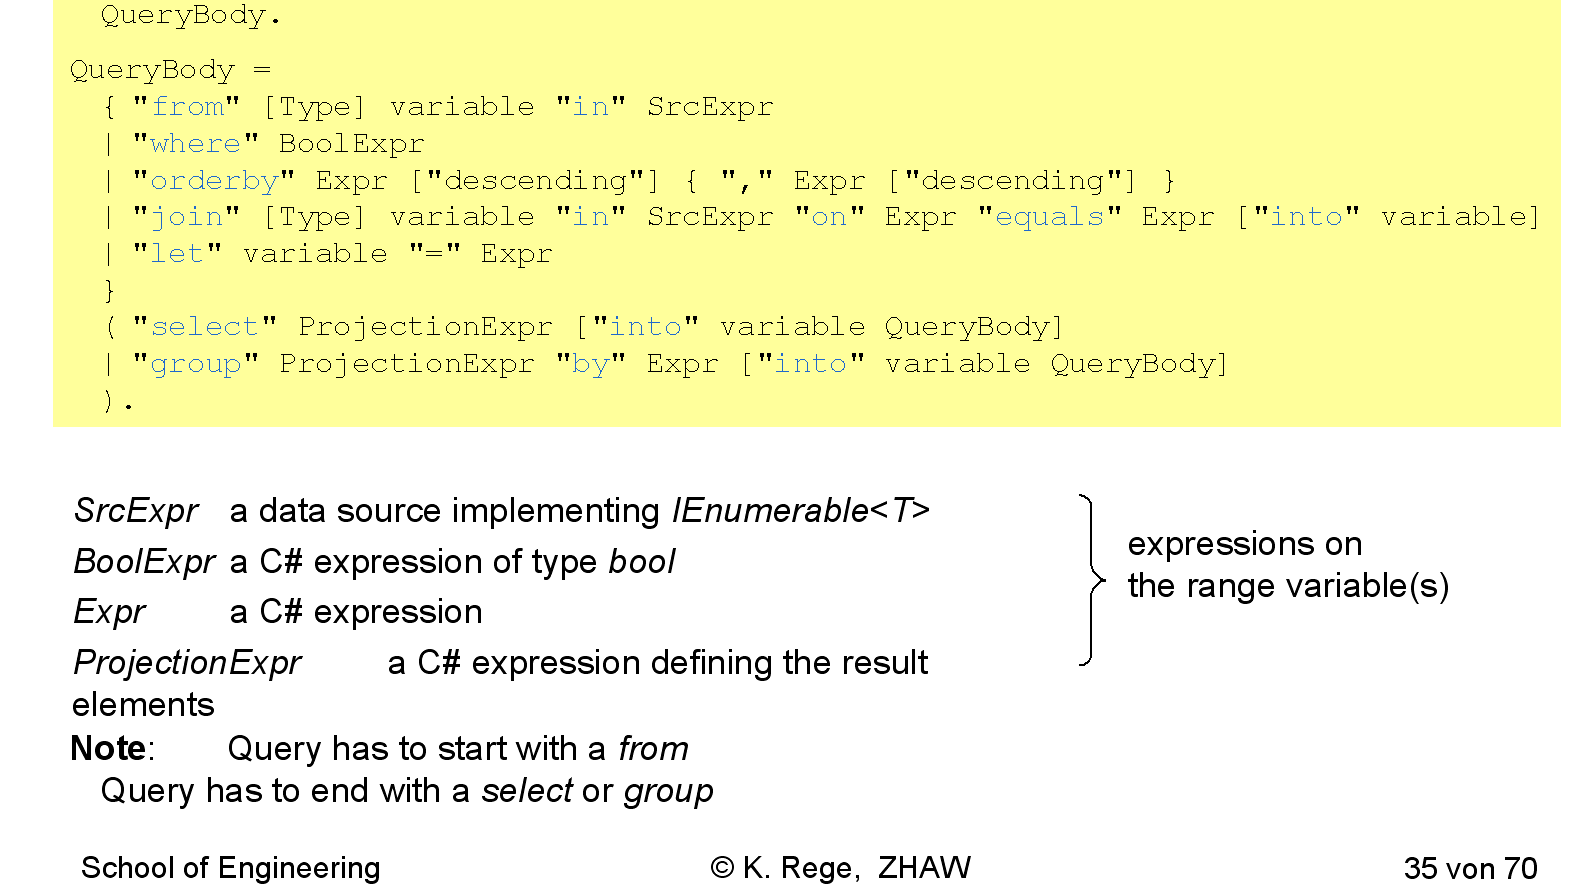 QueryBody.
QueryBody =
{ "from" [Type] variable "in" SrcExpr
| "where" BoolExpr
| "orderby" Expr ["descending"] { "," Expr ["descending"] }
| "join" [Type] variable "in" SrcExpr "on" Expr "equals" Expr ["into" variable]
| "let" variable "=" Expr
}
( "select" ProjectionExpr ["into" variable QueryBody]
| "group" ProjectionExpr "by" Expr ["into" variable QueryBody]
).
SrcExpr a data source implementing IEnumerable<T>
BoolExpr a C# expression of type bool
Expr a C# expression
ProjectionExpr a C# expression defining the result
elements
expressions on
the range variable(s)
Note: Query has to start with a from
Query has to end with a select or group
School of Engineering © K. Rege, ZHAW 35 von 70